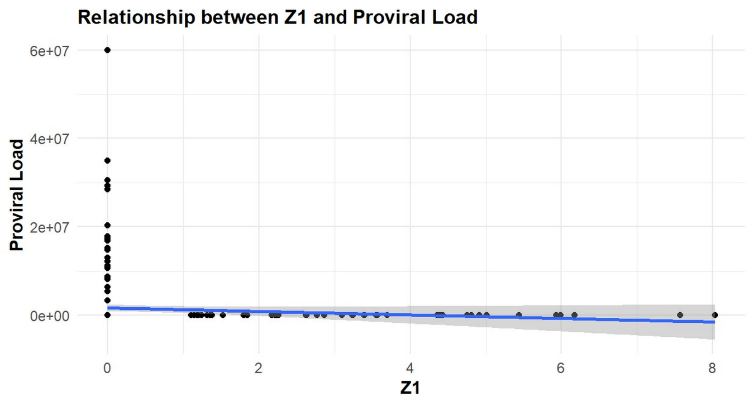 Relationship between Z1 and Proviral Load
6e+07
4e+07
2e+07
0e+00
Proviral Load
0 2 4 6 8
Z1